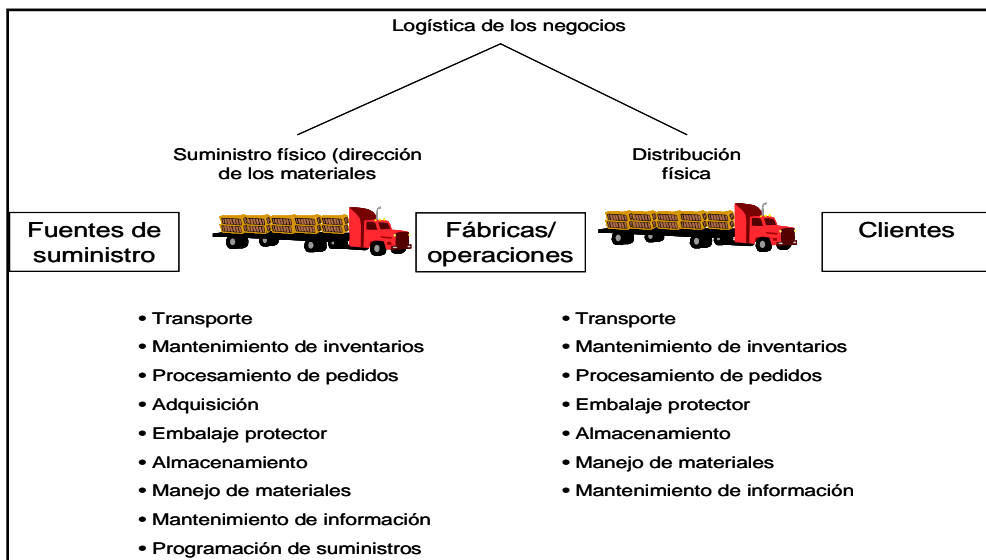 Logística de los negocios
Suministro físico (dirección
de los materiales
Distribución
física
Fuentes de
suministro
Fábricas/
operaciones
Clientes
• Transporte
• Mantenimiento de inventarios
• Procesamiento de pedidos
• Adquisición
• Embalaje protector
• Almacenamiento
• Manejo de materiales
• Mantenimiento de información
• Programación de suministros
• Transporte
• Mantenimiento de inventarios
• Procesamiento de pedidos
• Embalaje protector
• Almacenamiento
• Manejo de materiales
• Mantenimiento de información